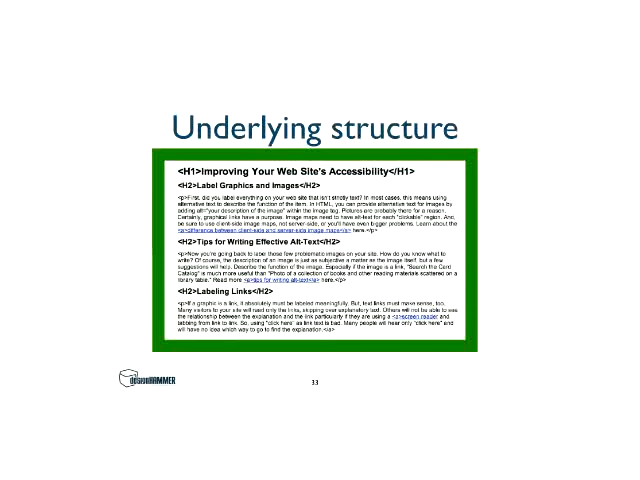 Underlying structure
<H1>Improving Your Web Site's Accessibility</H1>
<H2>Label Graphics and Images</H2>
<p>First, did you label everything on your web site that isn't strictly text? In most cases, this means using
alternative text to describe the function of the item. In HTML, you can provide alternative text for images by
adding alt="your description of the image" within the image tag. Pictures are probably there for a reason.
Certainly, graphical links have a purpose. Image maps need to have alt-text for each "clickable" region. And,
be sure to use client-side image maps, not server-side, or you'll have even bigger problems. Learn about the
<a>difference between client-side and server-side image maps</a> here.</p>
<H2>Tips for Writing Effective Alt-Text</H2>
<p>Now you're going back to label those few problematic images on your site. How do you know what to
write? Of course, the description of an image is just as subjective a matter as the image itself, but a few
suggestions will help. Describe the function of the image. Especially if the image is a link, "Search the Card
Catalog" is much more useful than "Photo of a collection of books and other reading materials scattered on a
library table." Read more <a>tips for writing alt-text</a> here.</p>
<H2>Labeling Links</H2>
<p>If a graphic is a link, it absolutely must be labeled meaningfully. But, text links must make sense, too.
Many visitors to your site will read only the links, skipping over explanatory text. Others will not be able to see
the relationship between the explanation and the link particularly if they are using a <a>screen reader and
tabbing from link to link. So, using "click here" as link text is bad. Many people will hear only "click here" and
will have no idea which way to go to find the explanation.</a>
designHAMMER
33